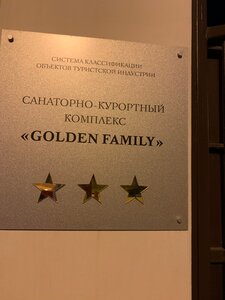 СИСТЕМА КЛАССИФИКАЦИИ
ОБЪЕКТОВ ТУРИСТСКОЙ ИНДУСТРИИ
САНАТОРНО-КУРОРТНЫЙ
КОМПЛЕКС
«GOLDEN FAMILY»